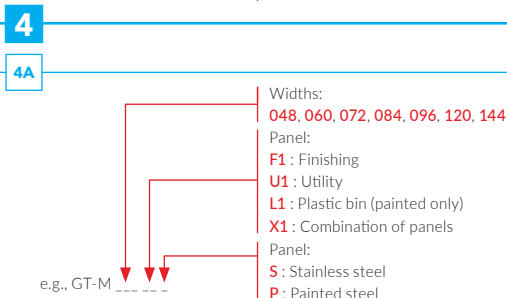 4
4A
Widths:
048, 060, 072, 084, 096, 120, 144
Panel:
F1 : Finishing
U1 : Utility
L1 : Plastic bin (painted only)
X1 : Combination of panels
Panel:
S : Stainless steel
e.g., GT-M ___ __ _
P : Painted steel